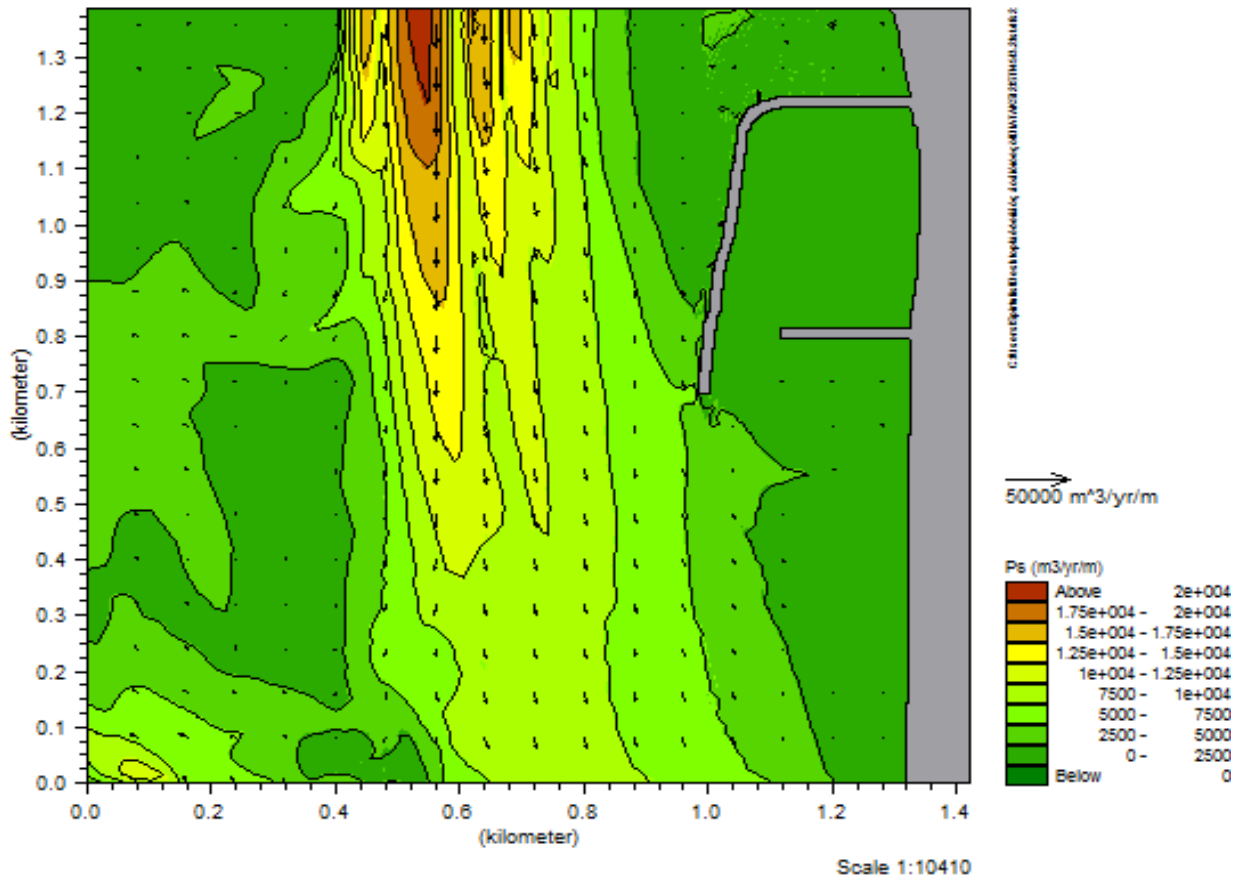 1.3
1.2
1.1
1.0
0.9
0.8
0.7
0.6
0.5
0.4
0.3
0.2
0.1
0.0
(kilometer)
0.0 0.2 0.4 0.6 0.8 1.0 1.2 1.4
(kilometer)
Scale 1:10410
50000 m^3/yr/m
Ps (m3/yr/m)
Above 2e+004
1.75e+004 - 2e+004
1.5e+004 - 1.75e+004
1.25e+004 - 1.5e+004
1e+004 - 1.25e+004
7500 - 1e+004
5000 - 7500
2500 - 5000
0 - 2500
Below 0